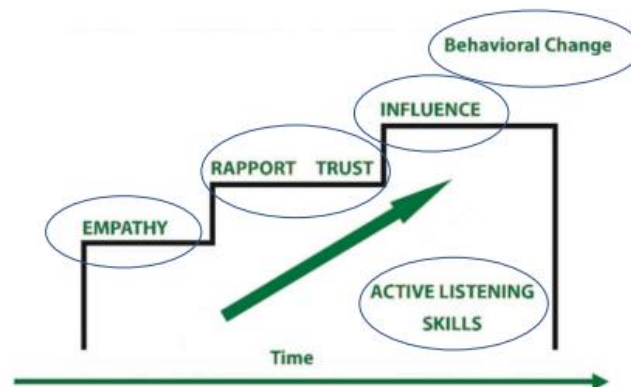 Behavioral Change
INFLUENCE
RAPPORT TRUST
EMPATHY
ACTIVE LISTENING
SKILLS
Time